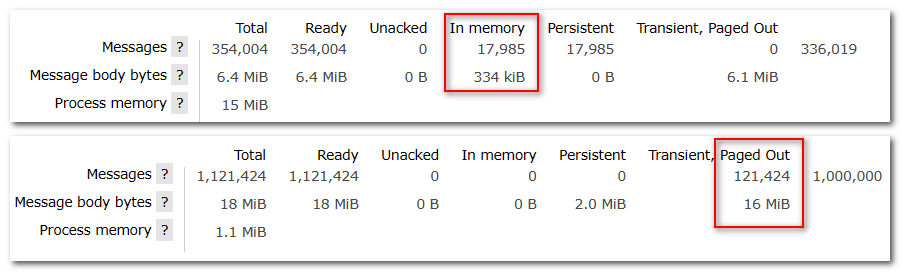 Total Ready Unacked In memory Persistent Transient, Paged Out
Messages ? 354,004 354,004 0 17,985 17,985 0 336,019
Message body bytes ? 6.4 MiB 6.4 MiB 0 B 334 kiB 0 B 6.1 MiB
Process memory ? 15 MiB
Total Ready Unacked In memory Persistent Transient, Paged Out
Messages ? 1,121,424 1,121,424 0 0 0 121,424 1,000,000
Message body bytes ? 18 MiB 18 MiB 0 B 0 B 2.0 MiB 16 MiB
Process memory ? 1.1 MiB